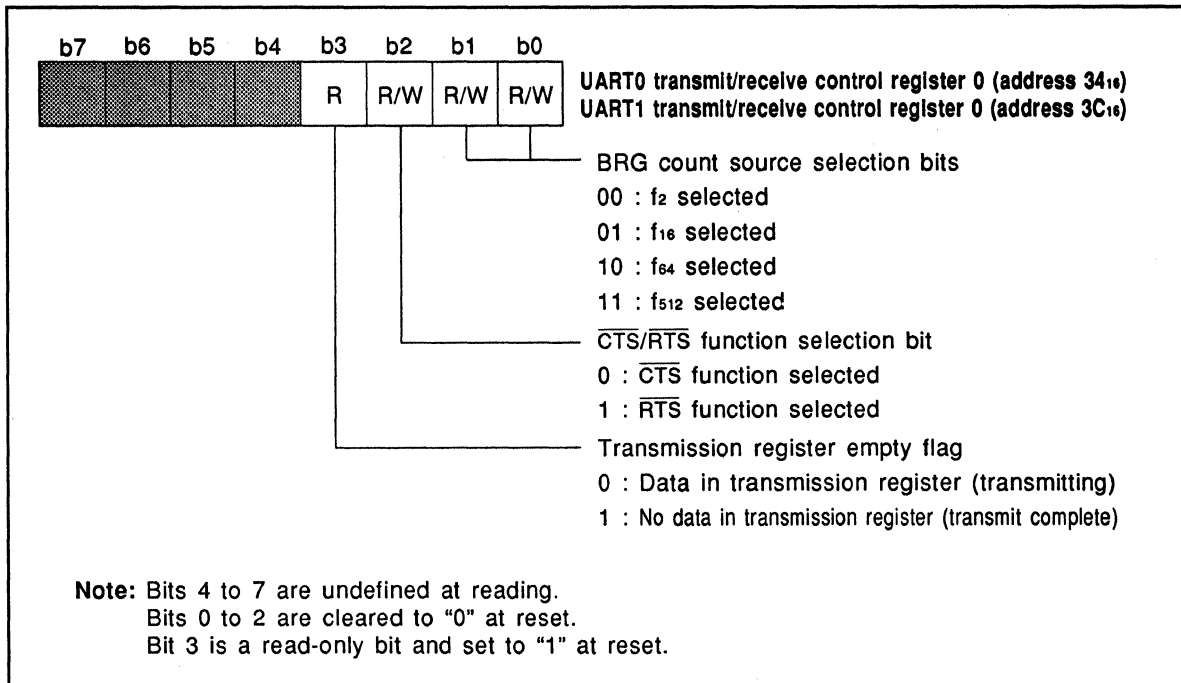 b7 b6 b5 b4 b3 b2 b1 b0
R R/W R/W R/W
UART0 transmit/receive control register 0 (address 34₁₆)
UART1 transmit/receive control register 0 (address 3C₁₆)
BRG count source selection bits
00 : f₂ selected
01 : f₁₆ selected
10 : f₆₄ selected
11 : f₅₁₂ selected
C̅T̅S̅/R̅T̅S̅ function selection bit
0 : C̅T̅S̅ function selected
1 : R̅T̅S̅ function selected
Transmission register empty flag
0 : Data in transmission register (transmitting)
1 : No data in transmission register (transmit complete)
Note: Bits 4 to 7 are undefined at reading.
Bits 0 to 2 are cleared to “0" at reset.
Bit 3 is a read-only bit and set to “1" at reset.